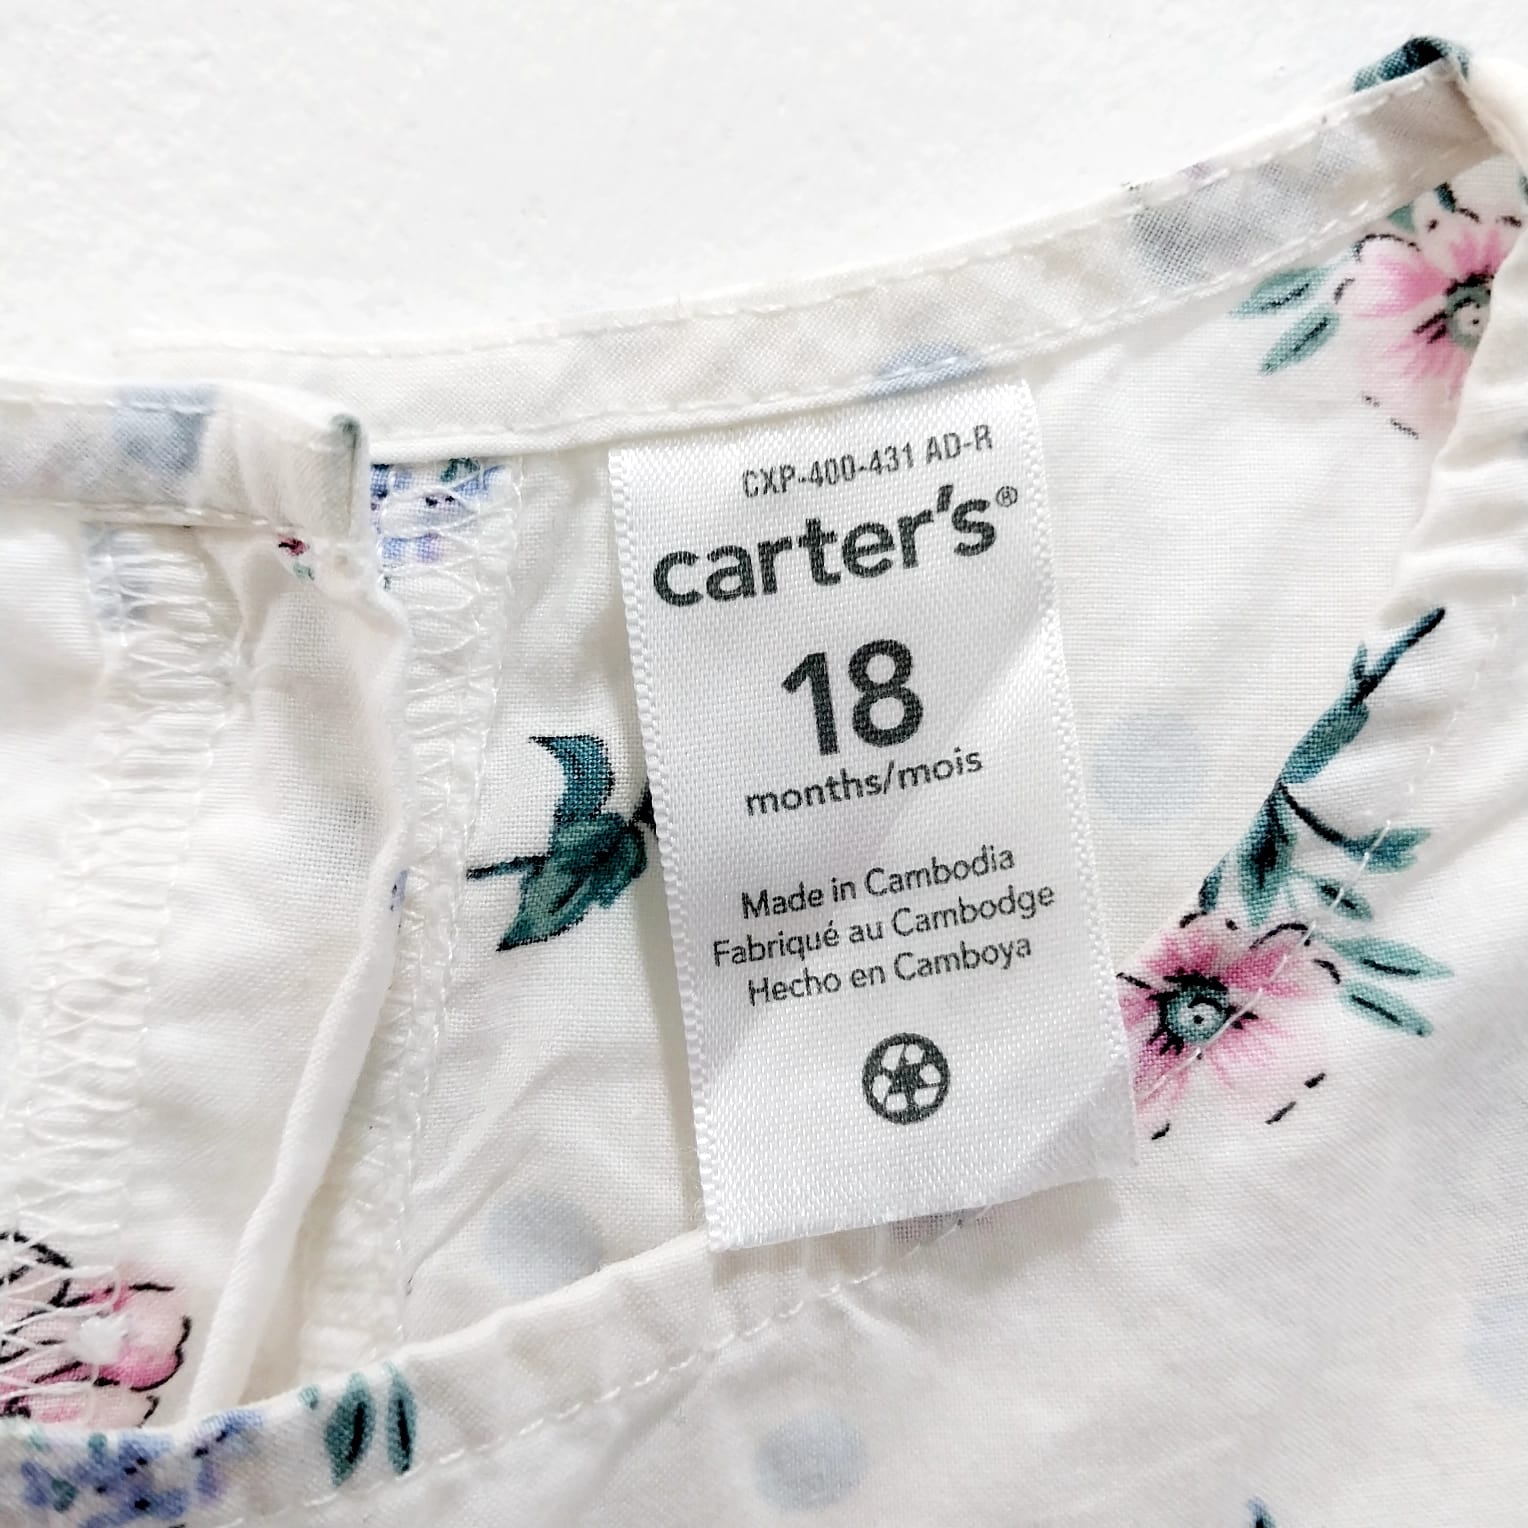 CXP-400-431 AD-R
carter's®
18
months/mois
Made in Cambodia
Fabriqué au Cambodge
Hecho en Camboya